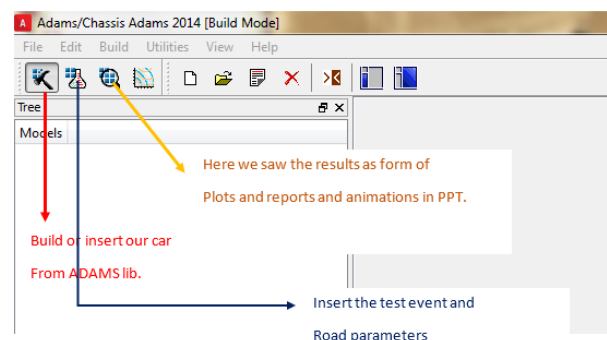 Adams/Chassis Adams 2014 [Build Mode]
File Edit Build Utilities View Help
Tree
Models
Here we saw the results as form of
Plots and reports and animations in PPT.
Build or insert our car
From ADAMS lib.
Insert the test event and
Road parameters